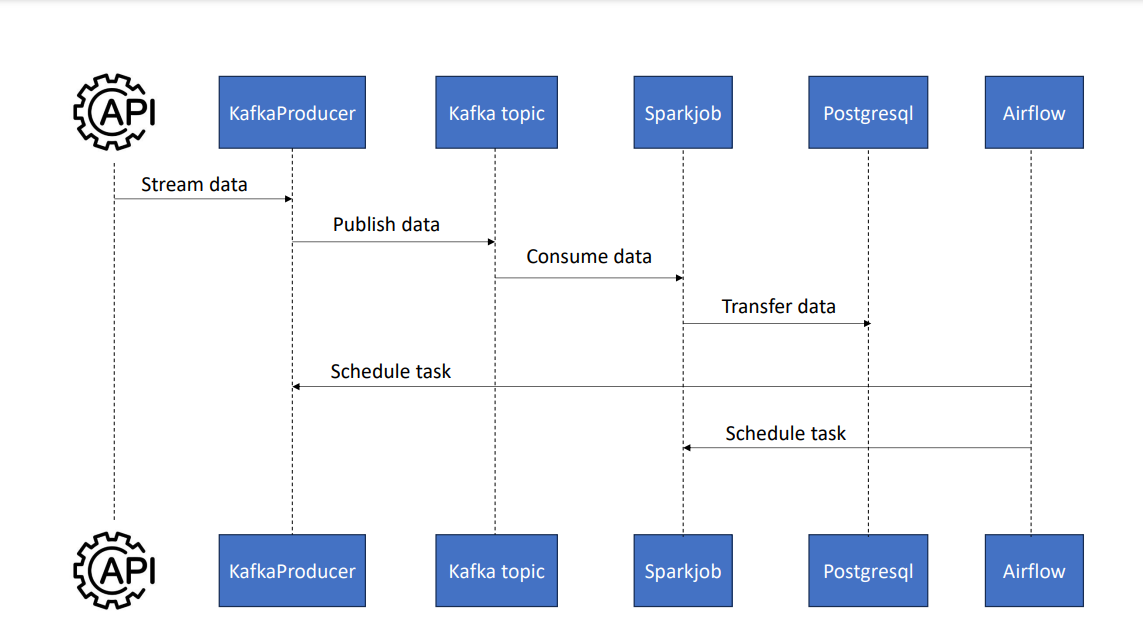 API
KafkaProducer
Kafka topic
Sparkjob
Postgresql
Airflow
Stream data
Publish data
Consume data
Transfer data
Schedule task
Schedule task
API
KafkaProducer
Kafka topic
Sparkjob
Postgresql
Airflow